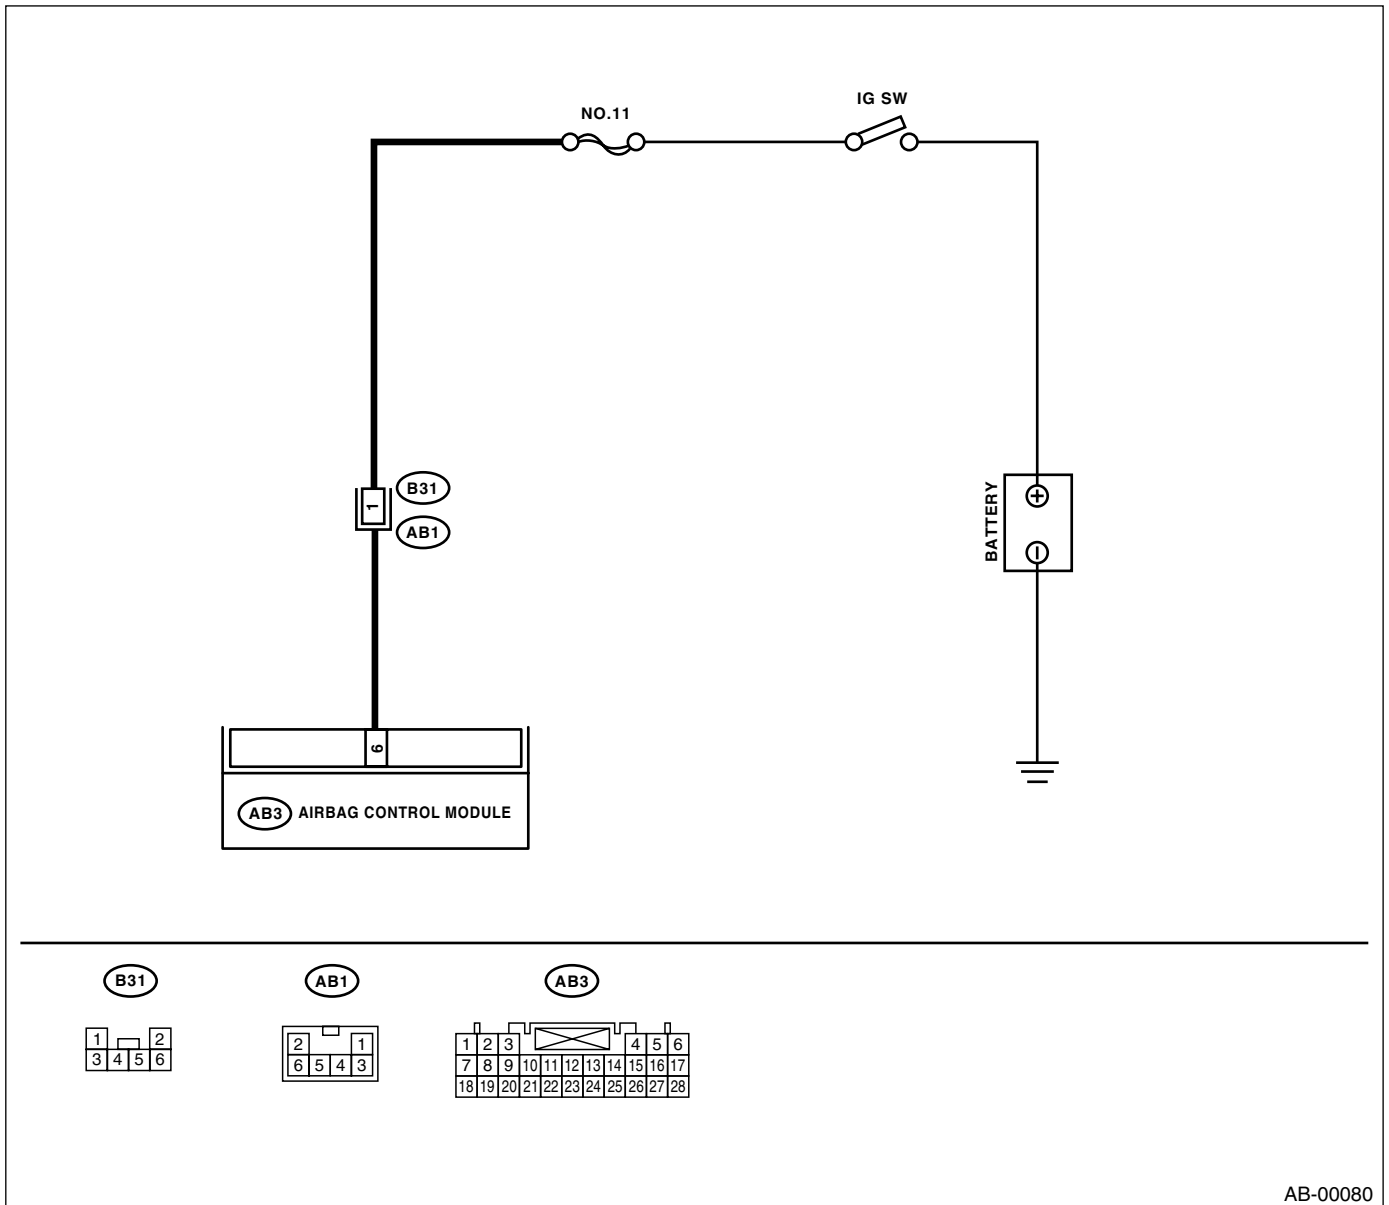 IG SW
NO.11
B31
1
AB1
BATTERY
+
−
6
AB3 AIRBAG CONTROL MODULE
B31
AB1
AB3
1 2
3 4 5 6
2 1
6 5 4 3
1 2 3 4 5 6
7 8 9 10 11 12 13 14 15 16 17
18 19 20 21 22 23 24 25 26 27 28
AB-00080